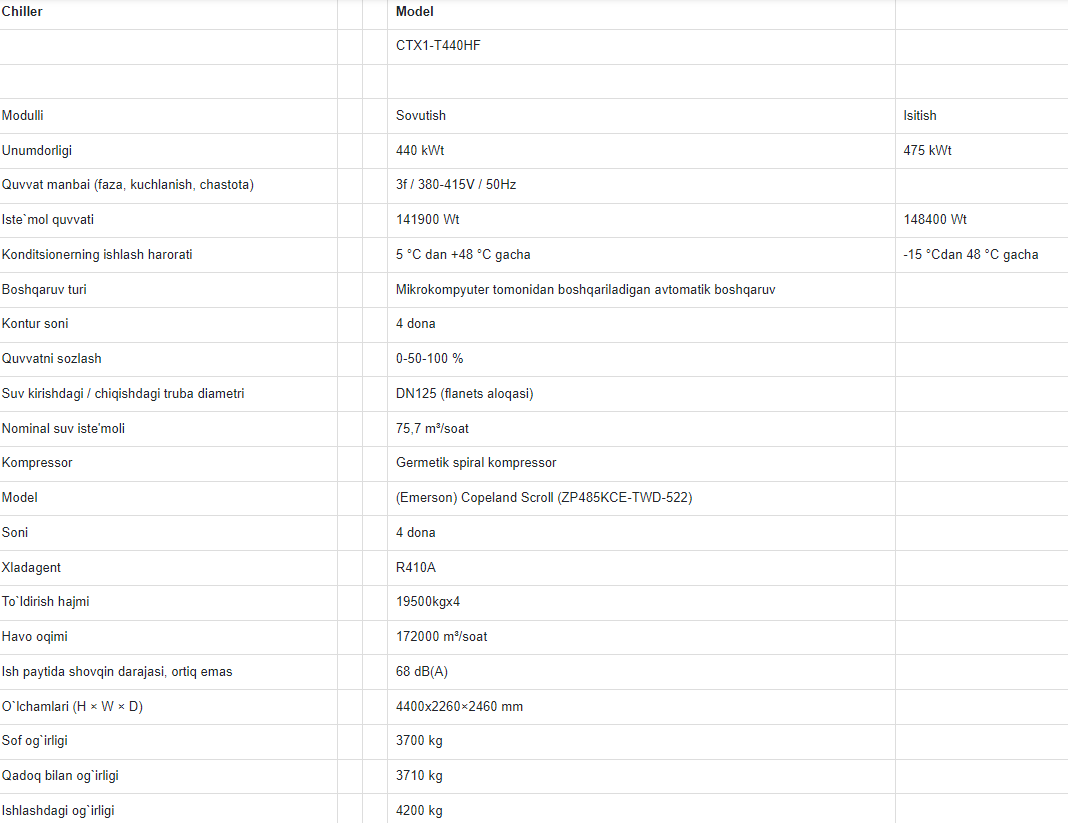 Chiller Model
CTX1-T440HF
Modulli Sovutish Isitish
Unumdorligi 440 kWt 475 kWt
Quvvat manbai (faza, kuchlanish, chastota) 3f / 380-415V / 50Hz
Iste`mol quvvati 141900 Wt 148400 Wt
Konditsionerning ishlash harorati 5 °C dan +48 °C gacha -15 °Cdan 48 °C gacha
Boshqaruv turi Mikrokompyuter tomonidan boshqariladigan avtomatik boshqaruv
Kontur soni 4 dona
Quvvatni sozlash 0-50-100 %
Suv kirishdagi / chiqishdagi truba diametri DN125 (flanets aloqasi)
Nominal suv iste'moli 75,7 m³/soat
Kompressor Germetik spiral kompressor
Model (Emerson) Copeland Scroll (ZP485KCE-TWD-522)
Soni 4 dona
Xladagent R410A
To`ldirish hajmi 19500kgx4
Havo oqimi 172000 m³/soat
Ish paytida shovqin darajasi, ortiq emas 68 dB(A)
O`lchamlari (H × W × D) 4400x2260×2460 mm
Sof og`irligi 3700 kg
Qadoq bilan og`irligi 3710 kg
Ishlashdagi og`irligi 4200 kg